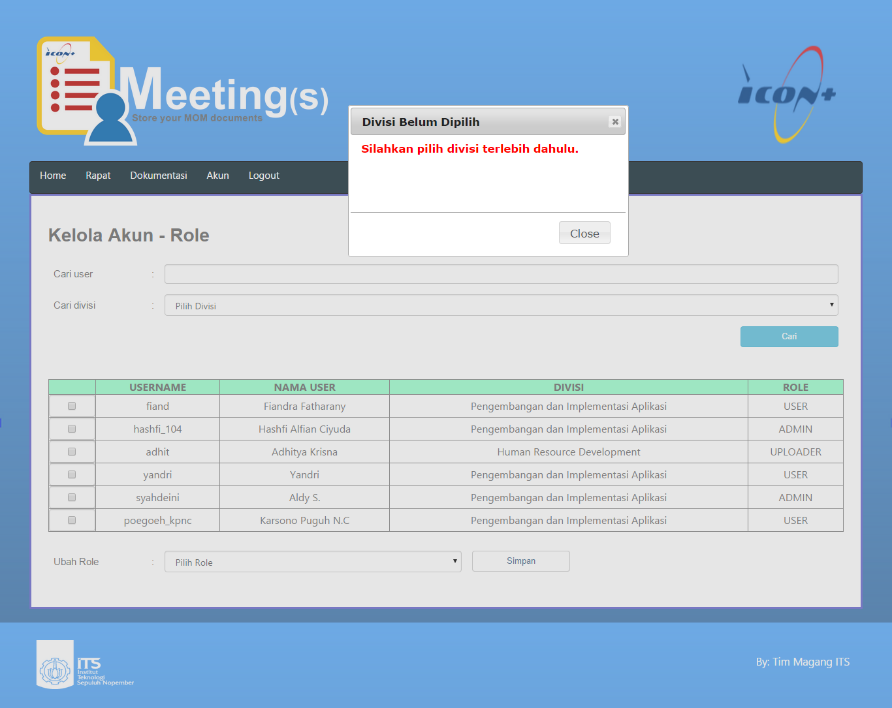 iCON+
Meeting(s)
Store your MOM documents
iCON+
Divisi Belum Dipilih
Silahkan pilih divisi terlebih dahulu.
Close
Home Rapat Dokumentasi Akun Logout
Kelola Akun - Role
Cari user :
Cari divisi : Pilih Divisi
Cari
USERNAME NAMA USER DIVISI ROLE
fiand Fiandra Fatharany Pengembangan dan Implementasi Aplikasi USER
hashfi_104 Hashfi Alfian Ciyuda Pengembangan dan Implementasi Aplikasi ADMIN
adhit Adhitya Krisna Human Resource Development UPLOADER
yandri Yandri Pengembangan dan Implementasi Aplikasi USER
syahdeini Aldy S. Pengembangan dan Implementasi Aplikasi ADMIN
poegoeh_kpnc Karsono Puguh N.C Pengembangan dan Implementasi Aplikasi USER
Ubah Role : Pilih Role Simpan
iTS
Institut
Teknologi
Sepuluh Nopember
By: Tim Magang ITS